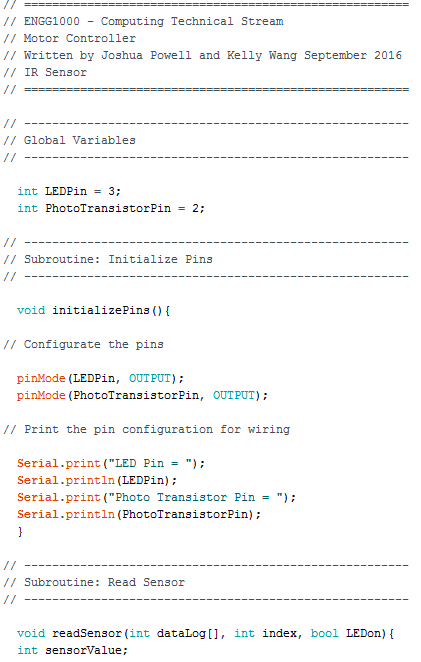 // =======================================================
// ENGG1000 - Computing Technical Stream
// Motor Controller
// Written by Joshua Powell and Kelly Wang September 2016
// IR Sensor
// =======================================================
// -------------------------------------------------------
// Global Variables
// -------------------------------------------------------
int LEDPin = 3;
int PhotoTransistorPin = 2;
// -------------------------------------------------------
// Subroutine: Initialize Pins
// -------------------------------------------------------
void initializePins(){
// Configurate the pins
pinMode(LEDPin, OUTPUT);
pinMode(PhotoTransistorPin, OUTPUT);
// Print the pin configuration for wiring
Serial.print("LED Pin = ");
Serial.println(LEDPin);
Serial.print("Photo Transistor Pin = ");
Serial.println(PhotoTransistorPin);
}
// -------------------------------------------------------
// Subroutine: Read Sensor
// -------------------------------------------------------
void readSensor(int dataLog[], int index, bool LEDon){
int sensorValue;